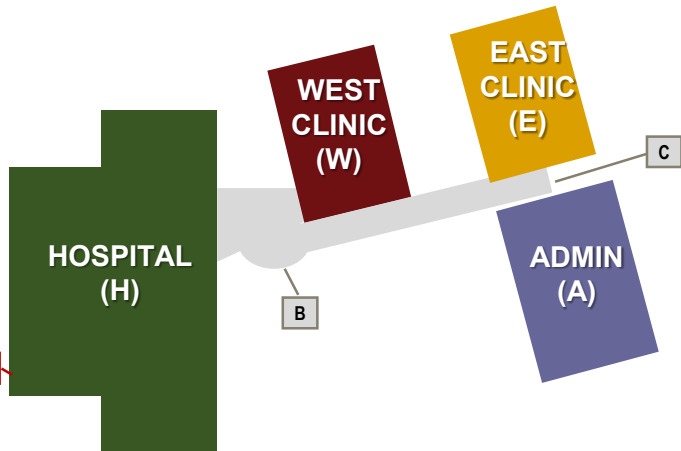 WEST
CLINIC
(W)
EAST
CLINIC
(E)
C
HOSPITAL
(H)
ADMIN
(A)
B